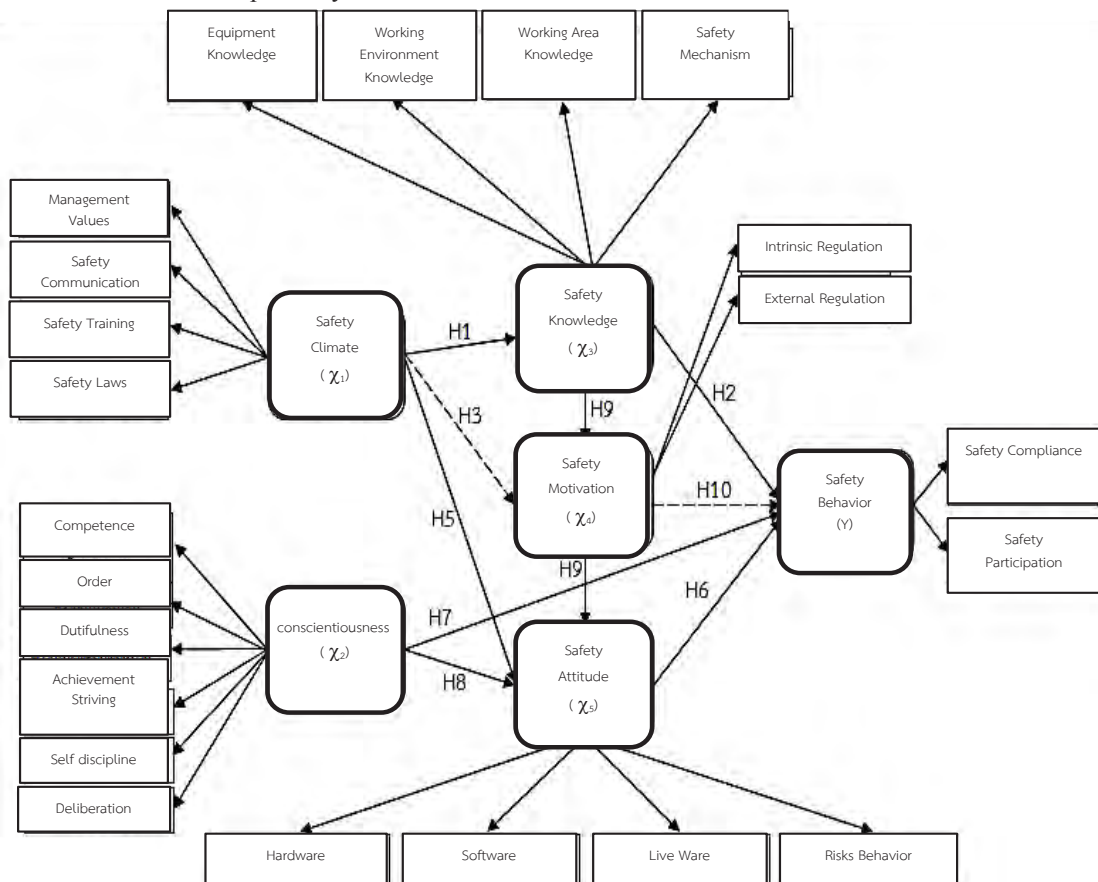 Equipment
Knowledge
Working
Environment
Knowledge
Working Area
Knowledge
Safety
Mechanism
Management
Values
Safety
Communication
Safety Training
Safety Laws
Safety
Climate
( χ1)
H1
H3
H5
Safety
Knowledge
( χ3)
Intrinsic Regulation
External Regulation
H9
H2
Safety
Motivation
( χ4)
H10
Safety
Behavior
(Y)
Safety Compliance
Safety
Participation
Competence
Order
Dutifulness
Achievement
Striving
Self discipline
Deliberation
conscientiousness
( χ2)
H7
H8
H9
H6
Safety
Attitude
( χ5)
Hardware
Software
Live Ware
Risks Behavior